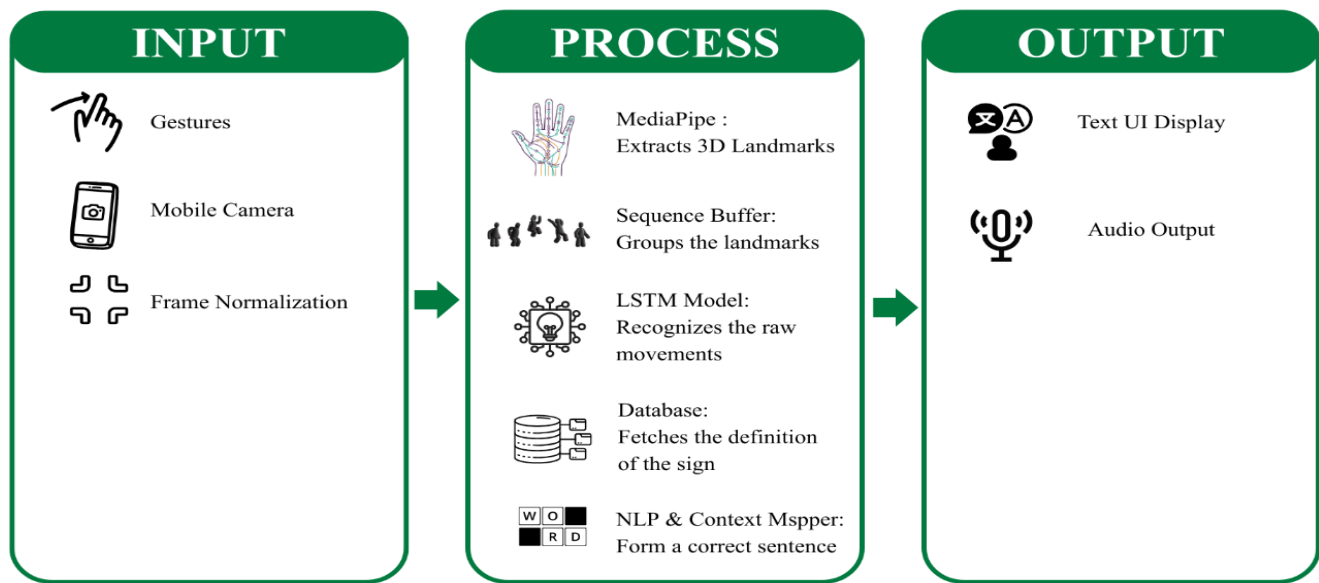 INPUT
Gestures
Mobile Camera
Frame Normalization
PROCESS
MediaPipe :
Extracts 3D Landmarks
Sequence Buffer:
Groups the landmarks
LSTM Model:
Recognizes the raw
movements
Database:
Fetches the definition
of the sign
W O
R D
NLP & Context Mspper:
Form a correct sentence
OUTPUT
A
Text UI Display
Audio Output